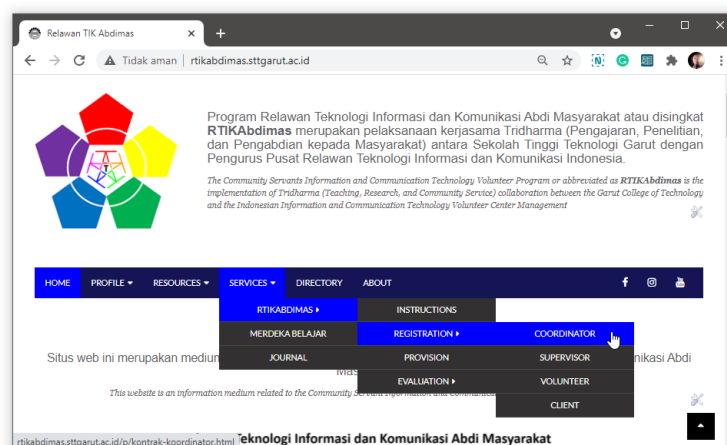 Relawan TIK Abdimas
Tidak aman | rtikabdimas.sttgarut.ac.id
Program Relawan Teknologi Informasi dan Komunikasi Abdi Masyarakat atau disingkat
RTIKAbdimas merupakan pelaksanaan kerjasama Tridharma (Pengajaran, Penelitian,
dan Pengabdian kepada Masyarakat) antara Sekolah Tinggi Teknologi Garut dengan
Pengurus Pusat Relawan Teknologi Informasi dan Komunikasi Indonesia.
The Community Servants Information and Communication Technology Volunteer Program or abbreviated as RTIKAbdimas is the
implementation of Tridharma (Teaching, Research, and Community Service) collaboration between the Garut College of Technology
and the Indonesian Information and Communication Technology Volunteer Center Management
HOME PROFILE RESOURCES SERVICES DIRECTORY ABOUT
RTIKABDIMAS INSTRUCTIONS
MERDEKA BELAJAR REGISTRATION COORDINATOR
JOURNAL PROVISION SUPERVISOR
EVALUATION VOLUNTEER
CLIENT
Situs web ini merupakan medium Abdi
This website is an information medium related to the Community
rtikabdimas.sttgarut.ac.id/p/kontrak-koordinator.html
Teknologi Informasi dan Komunikasi Abdi Masyarakat